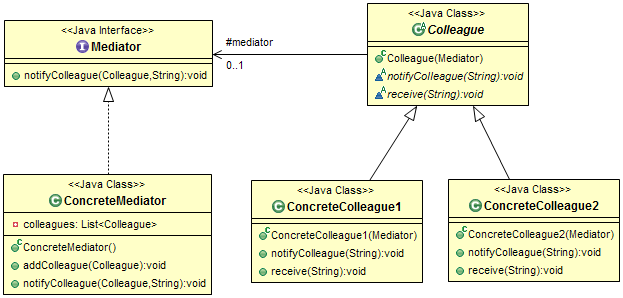 <<Java Interface>>
Mediator
notifyColleague(Colleague,String):void
#mediator
0..1
<<Java Class>>
Colleague
Colleague(Mediator)
notifyColleague(String):void
receive(String):void
<<Java Class>>
ConcreteMediator
colleagues: List<Colleague>
ConcreteMediator()
addColleague(Colleague):void
notifyColleague(Colleague,String):void
<<Java Class>>
ConcreteColleague1
ConcreteColleague1(Mediator)
notifyColleague(String):void
receive(String):void
<<Java Class>>
ConcreteColleague2
ConcreteColleague2(Mediator)
notifyColleague(String):void
receive(String):void